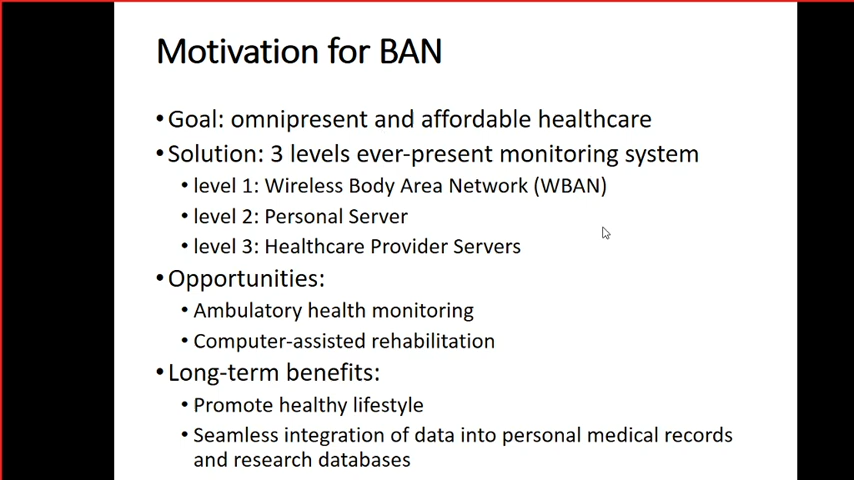 Motivation for BAN
• Goal: omnipresent and affordable healthcare
• Solution: 3 levels ever-present monitoring system
• level 1: Wireless Body Area Network (WBAN)
• level 2: Personal Server
• level 3: Healthcare Provider Servers
• Opportunities:
• Ambulatory health monitoring
• Computer-assisted rehabilitation
• Long-term benefits:
• Promote healthy lifestyle
• Seamless integration of data into personal medical records
and research databases